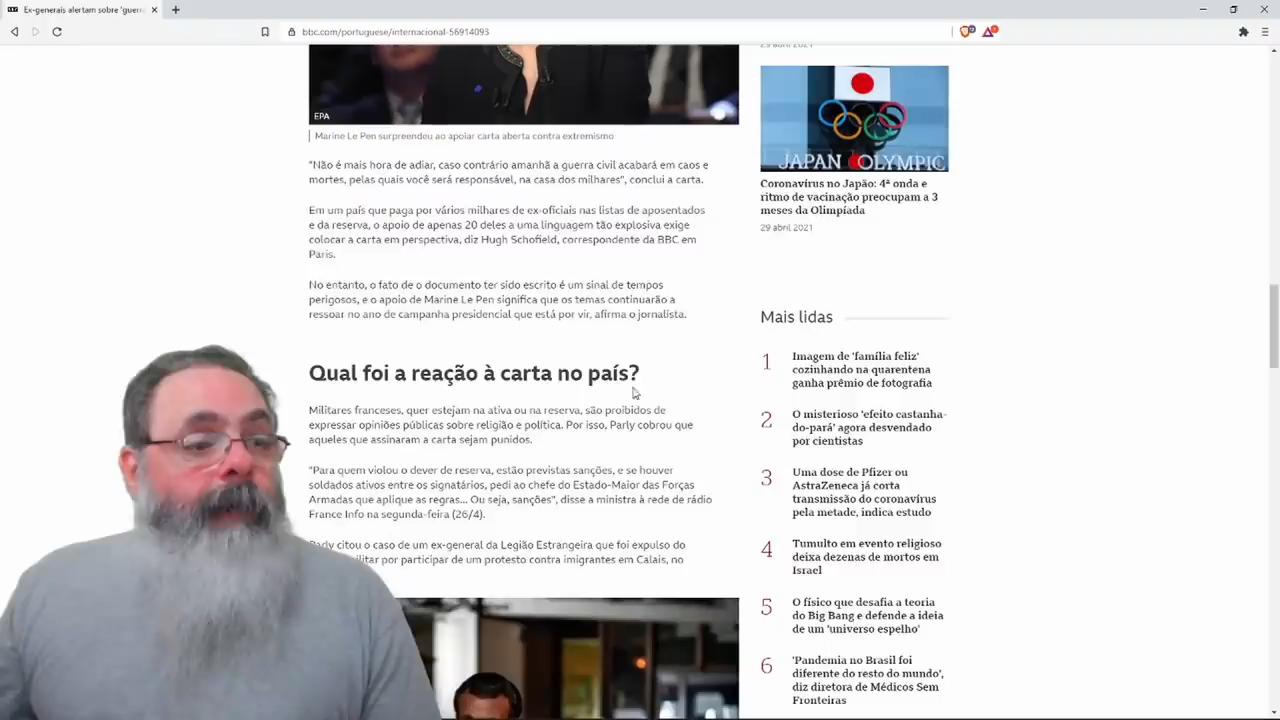 Ex-generais alertam sobre 'guerr
bbc.com/portuguese/internacional-56914093
29 abril 2021
EPA
JAPAN OLYMPIC
Marine Le Pen surpreendeu ao apoiar carta aberta contra extremismo
"Não é mais hora de adiar, caso contrário amanhã a guerra civil acabará em caos e
mortes, pelas quais você será responsável, na casa dos milhares", conclui a carta.
Em um país que paga por vários milhares de ex-oficiais nas listas de aposentados
e da reserva, o apoio de apenas 20 deles a uma linguagem tão explosiva exige
colocar a carta em perspectiva, diz Hugh Schofield, correspondente da BBC em
Paris.
No entanto, o fato de o documento ter sido escrito é um sinal de tempos
perigosos, e o apoio de Marine Le Pen significa que os temas continuarão a
ressoar no ano de campanha presidencial que está por vir, afirma o jornalista.
Qual foi a reação à carta no país?
Militares franceses, quer estejam na ativa ou na reserva, são proibidos de
expressar opiniões públicas sobre religião e política. Por isso, Parly cobrou que
aqueles que assinaram a carta sejam punidos.
"Para quem violou o dever de reserva, estão previstas sanções, e se houver
soldados ativos entre os signatários, pedi ao chefe do Estado-Maior das Forças
Armadas que aplique as regras... Ou seja, sanções", disse a ministra à rede de rádio
France Info na segunda-feira (26/4).
citou o caso de um ex-general da Legião Estrangeira que foi expulso do
por participar de um protesto contra imigrantes em Calais, no
Coronavírus no Japão: 4ª onda e
ritmo de vacinação preocupam a 3
meses da Olimpíada
29 abril 2021
Mais lidas
1
Imagem de 'família feliz'
cozinhando na quarentena
ganha prêmio de fotografia
2
O misterioso 'efeito castanha-
do-pará' agora desvendado
por cientistas
3
Uma dose de Pfizer ou
AstraZeneca já corta
transmissão do coronavírus
pela metade, indica estudo
4
Tumulto em evento religioso
deixa dezenas de mortos em
Israel
5
O físico que desafia a teoria
do Big Bang e defende a ideia
de um 'universo espelho'
6
'Pandemia no Brasil foi
diferente do resto do mundo',
diz diretora de Médicos Sem
Fronteiras